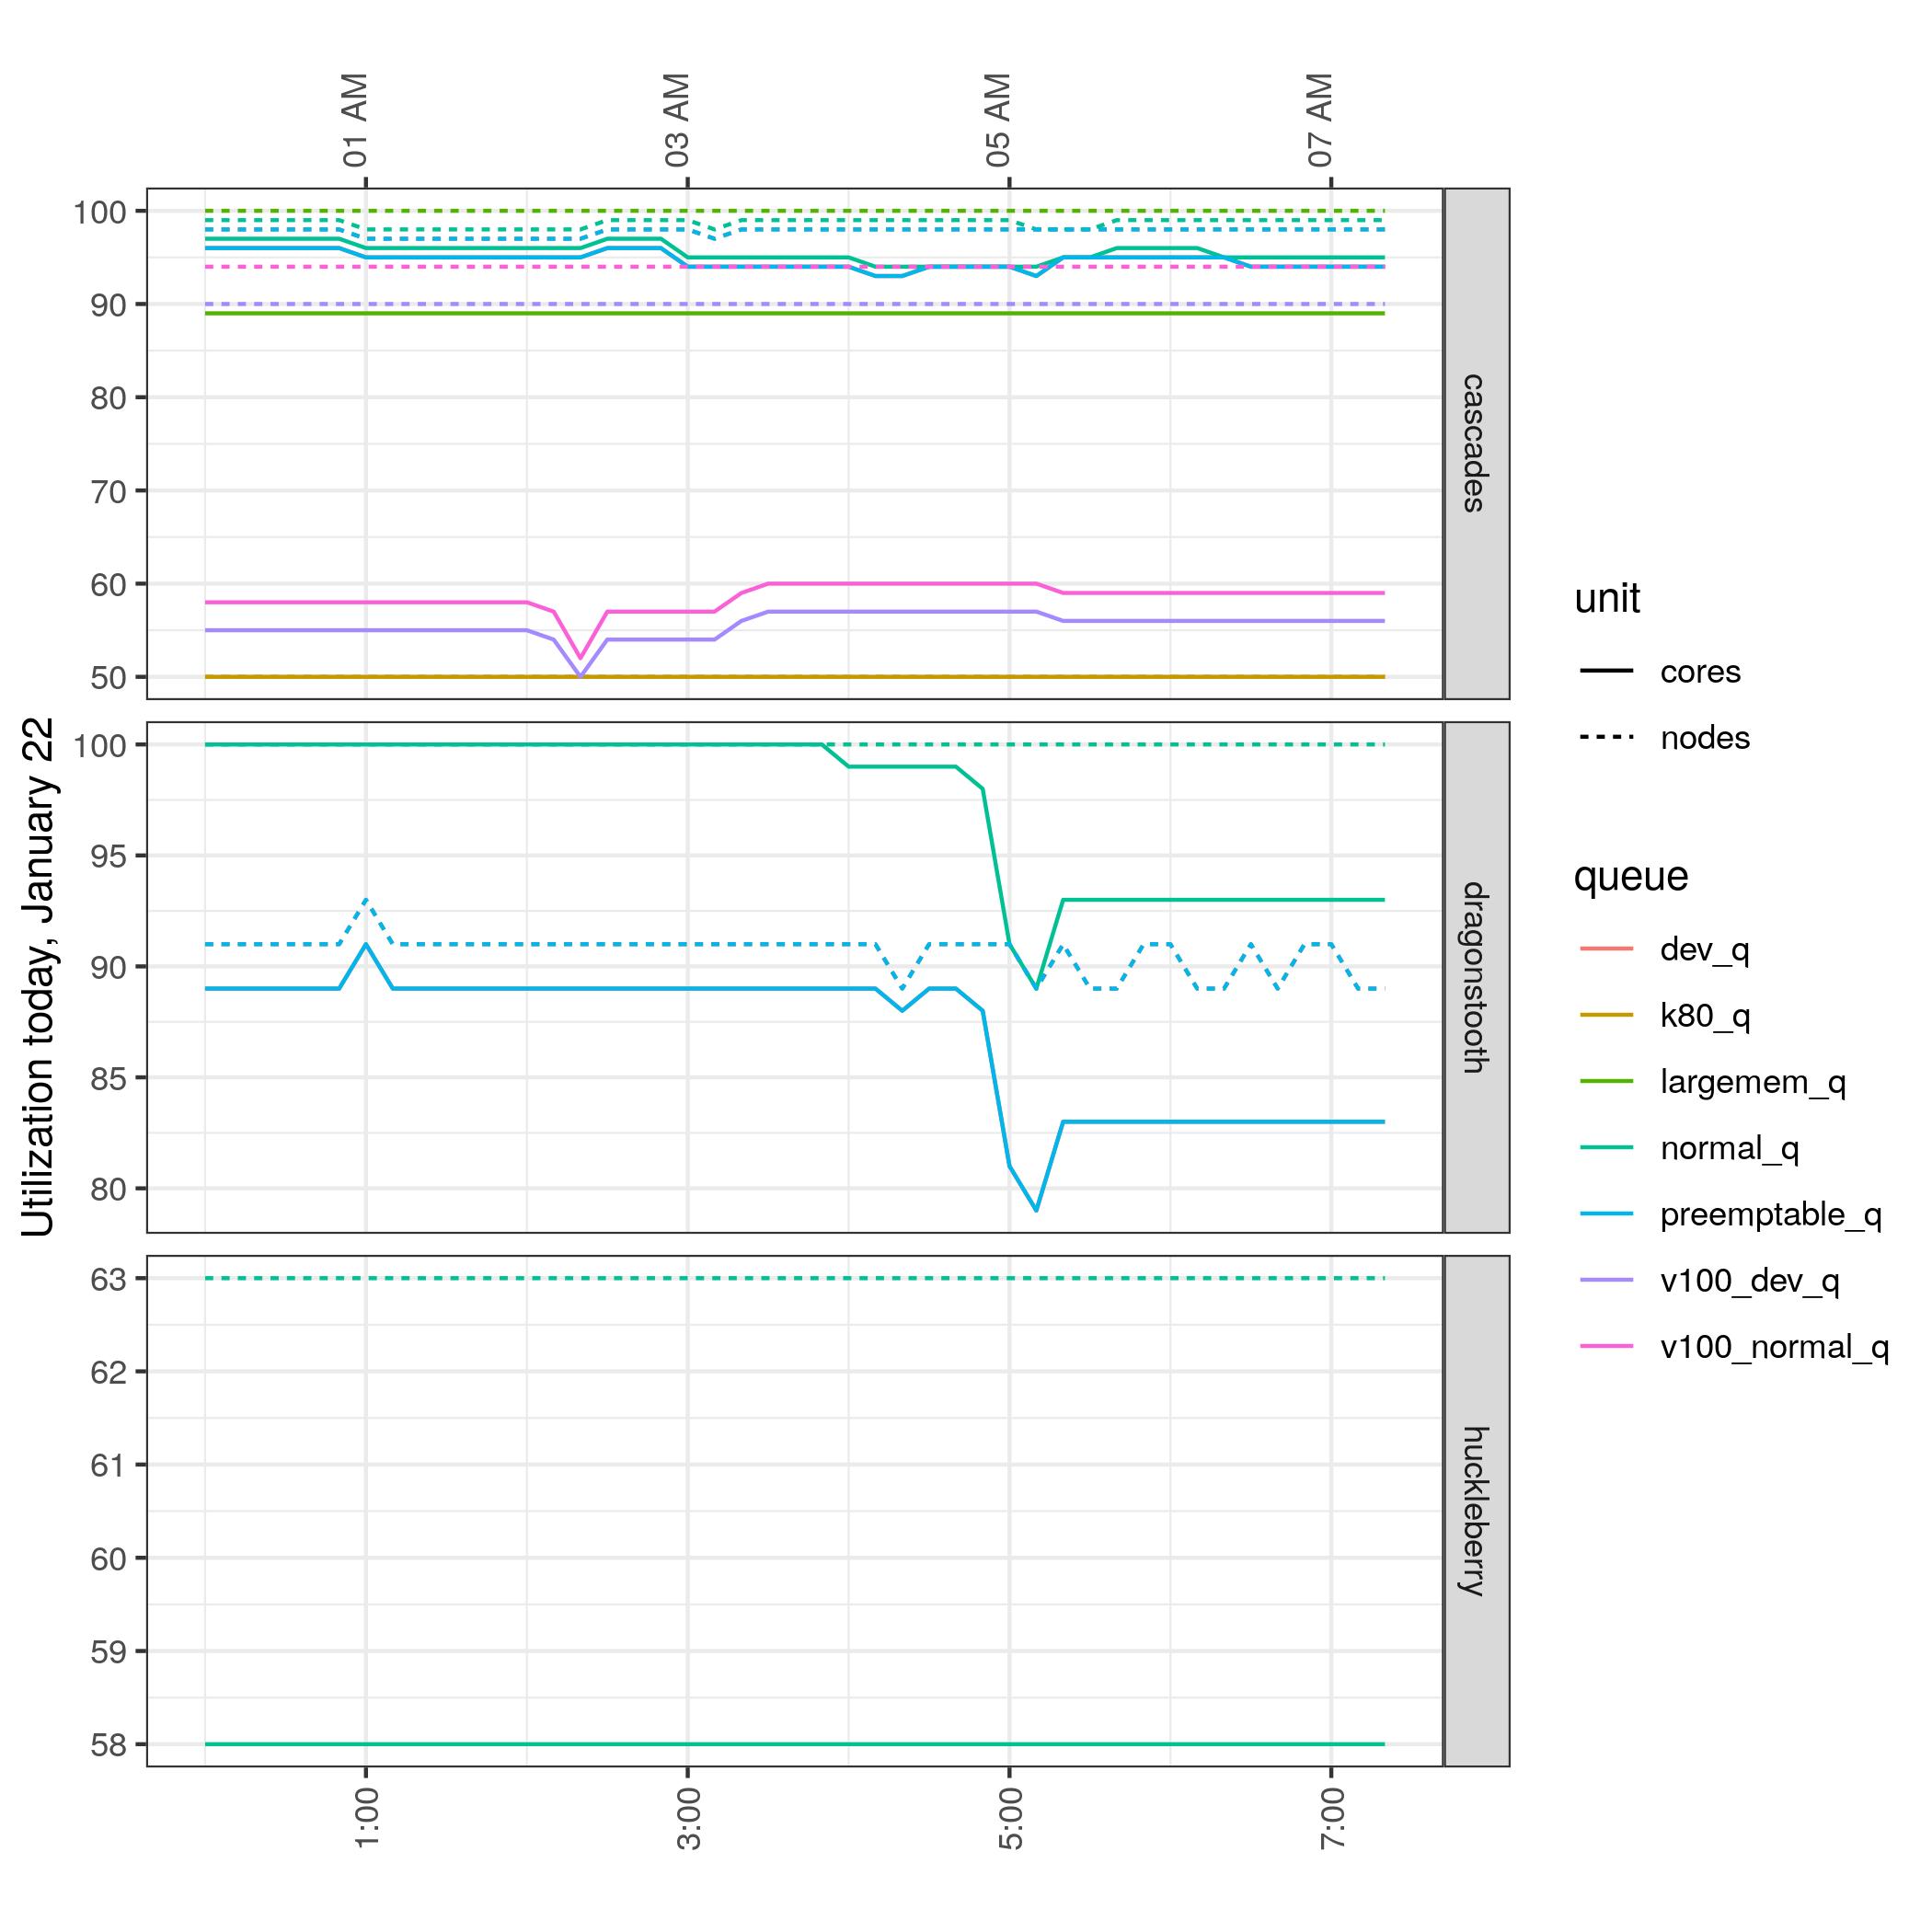 01 AM
03 AM
05 AM
07 AM
Utilization today, January 22
100
90
80
70
60
50
cascades
100
95
90
85
80
dragonstooth
63
62
61
60
59
58
huckleberry
1:00
3:00
5:00
7:00
unit
cores
nodes
queue
dev_q
k80_q
largemem_q
normal_q
preemptable_q
v100_dev_q
v100_normal_q